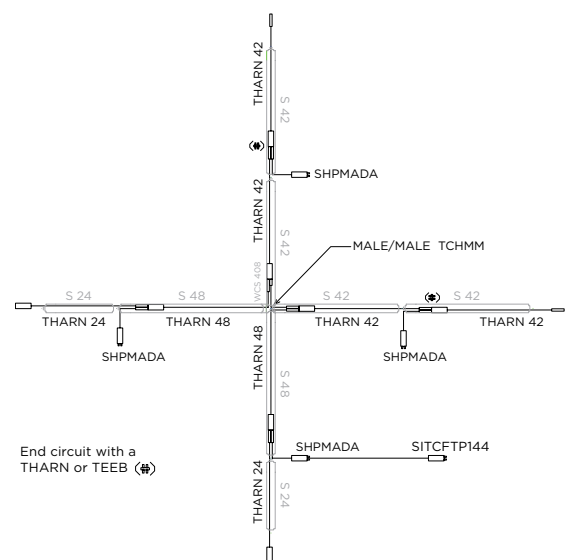 THARN 42
S 42
(#)
SHPMADA
THARN 42
S 42
MALE/MALE TCHMM
WCS 408
S 24
S 48
S 42
(#)
S 42
THARN 24
THARN 48
THARN 42
THARN 42
SHPMADA
SHPMADA
THARN 48
S 48
SHPMADA
SITCFTP144
End circuit with a
THARN or TEEB (#)
THARN 24
S 24